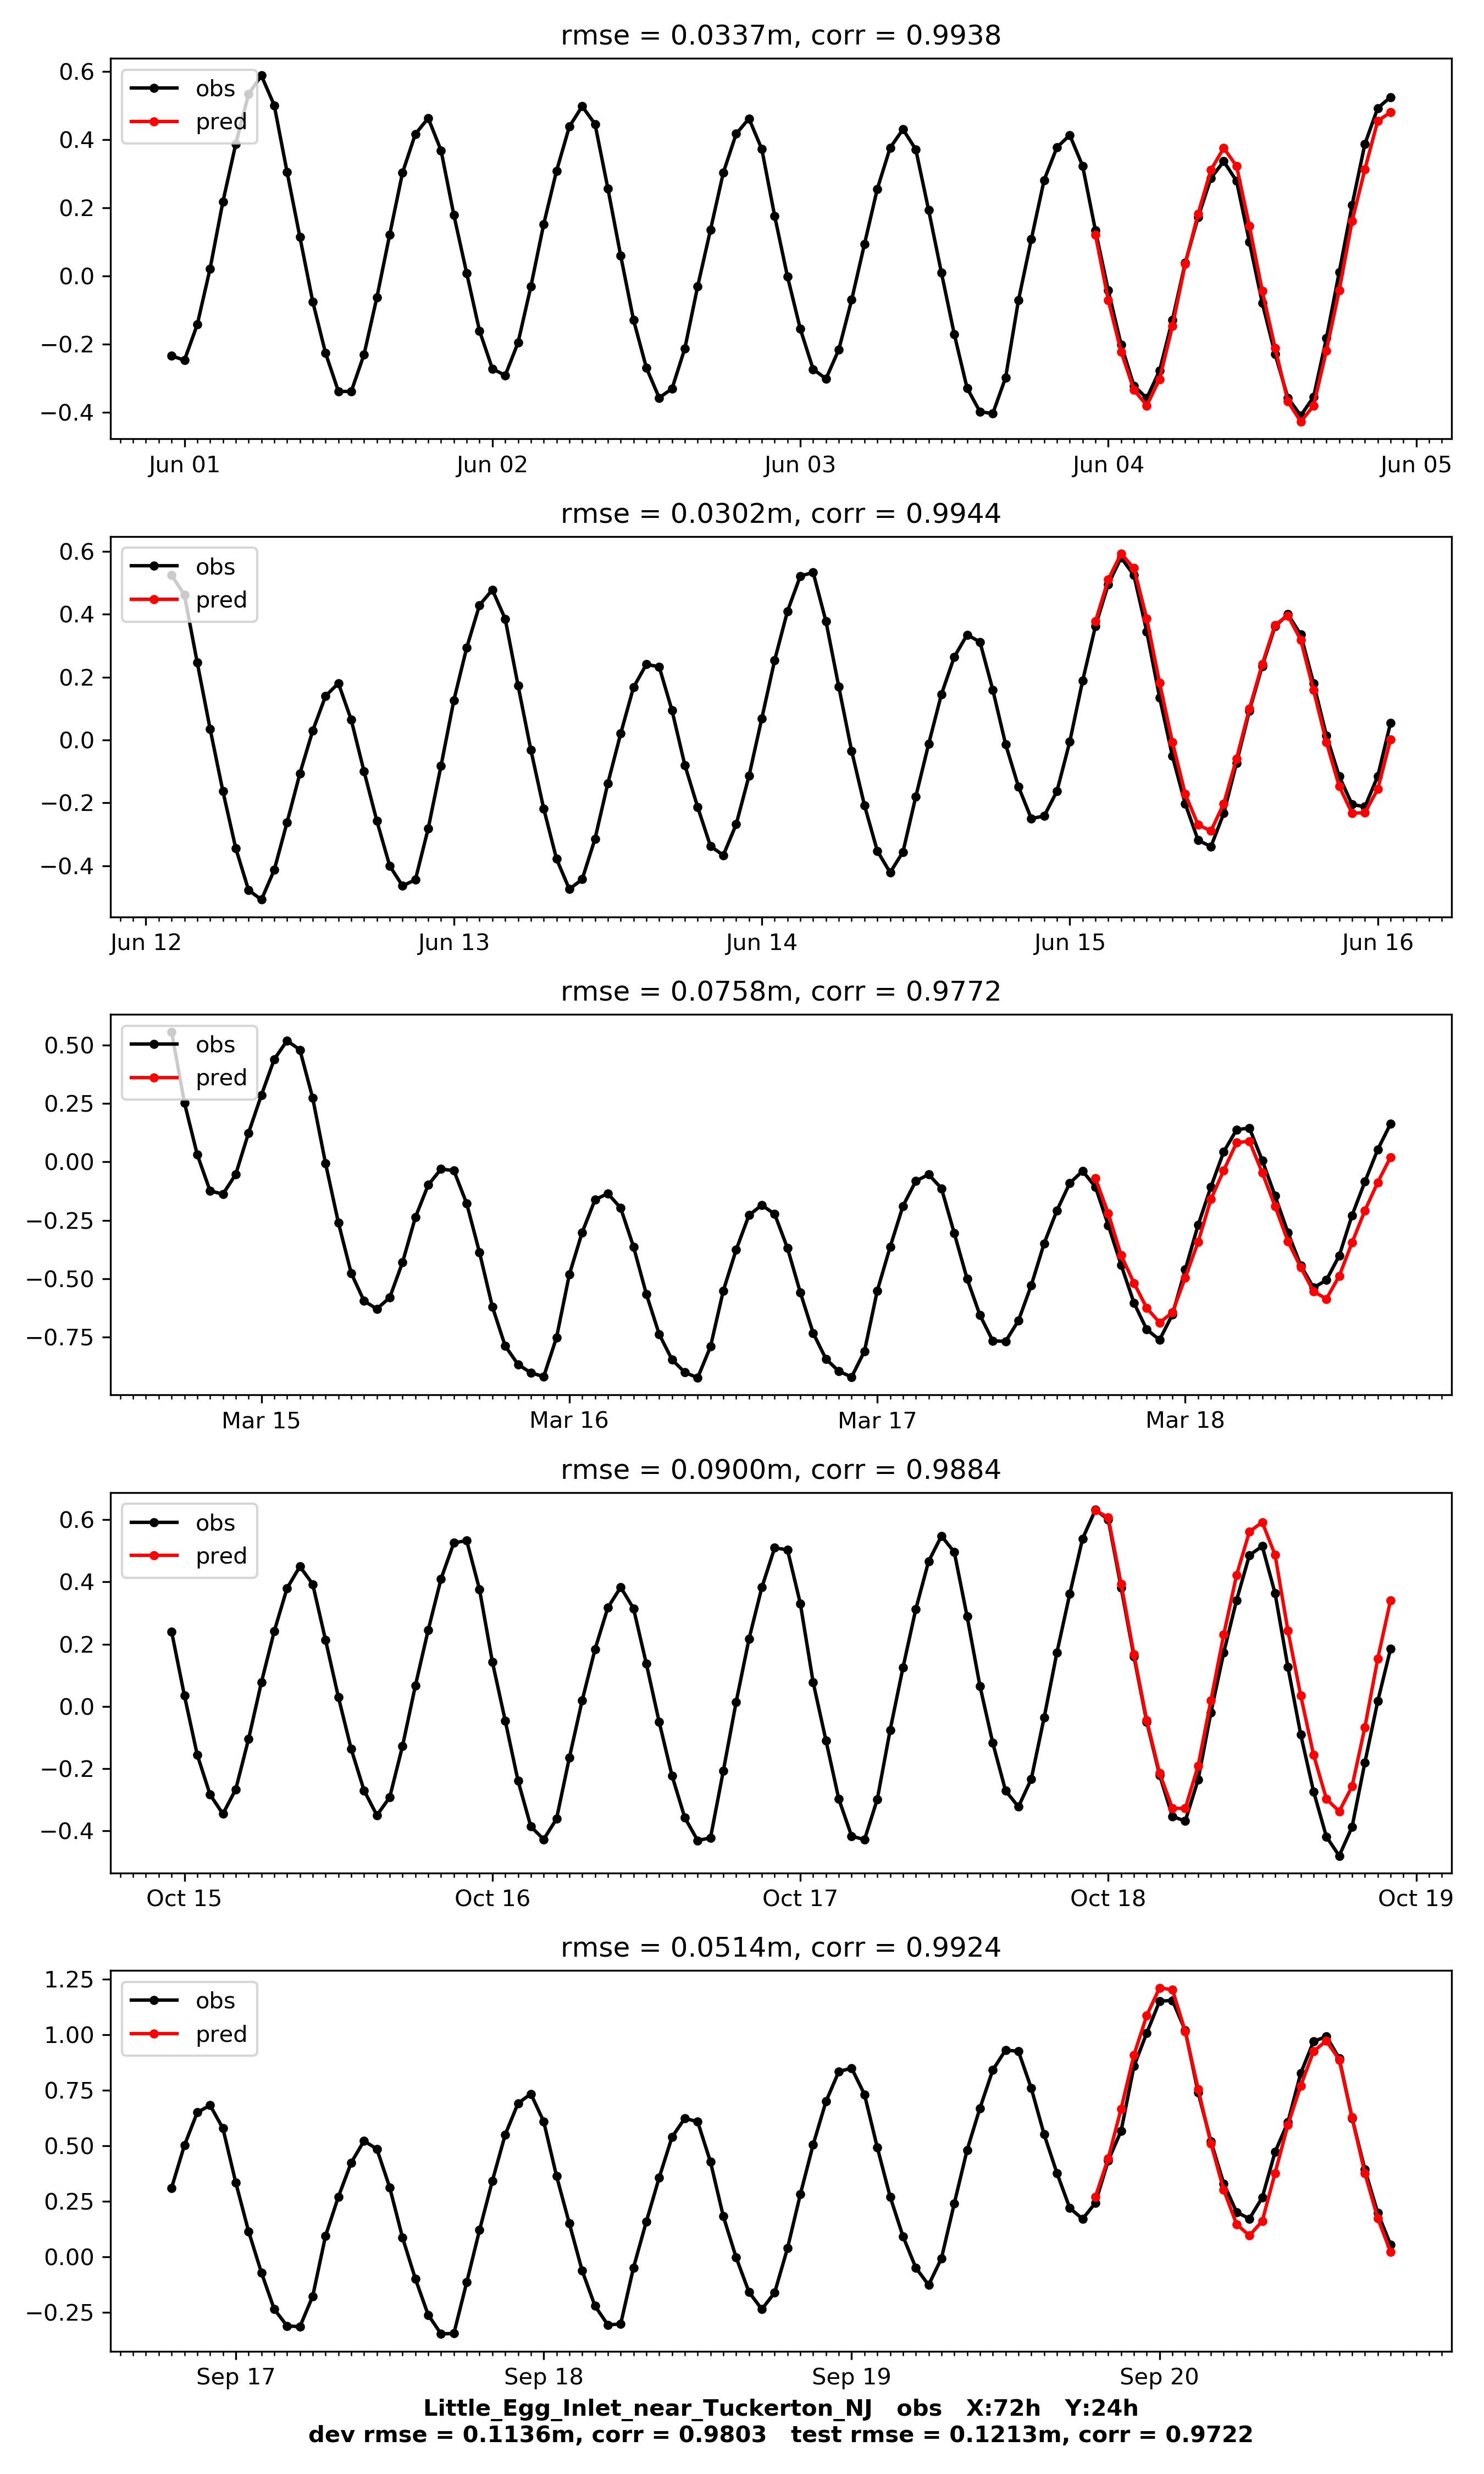 rmse = 0.0337m, corr = 0.9938
0.6
0.4
0.2
0.0
−0.2
−0.4
obs
pred
Jun 01 Jun 02 Jun 03 Jun 04 Jun 05
rmse = 0.0302m, corr = 0.9944
0.6
0.4
0.2
0.0
−0.2
−0.4
obs
pred
Jun 12 Jun 13 Jun 14 Jun 15 Jun 16
rmse = 0.0758m, corr = 0.9772
0.50
0.25
0.00
−0.25
−0.50
−0.75
obs
pred
Mar 15 Mar 16 Mar 17 Mar 18
rmse = 0.0900m, corr = 0.9884
0.6
0.4
0.2
0.0
−0.2
−0.4
obs
pred
Oct 15 Oct 16 Oct 17 Oct 18 Oct 19
rmse = 0.0514m, corr = 0.9924
1.25
1.00
0.75
0.50
0.25
0.00
−0.25
obs
pred
Sep 17 Sep 18 Sep 19 Sep 20
Little_Egg_Inlet_near_Tuckerton_NJ obs X:72h Y:24h
dev rmse = 0.1136m, corr = 0.9803 test rmse = 0.1213m, corr = 0.9722